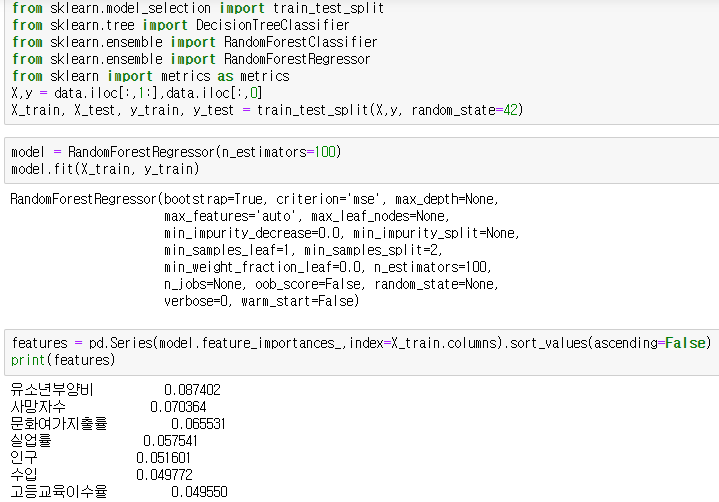 from sklearn.model_selection import train_test_split
from sklearn.tree import DecisionTreeClassifier
from sklearn.ensemble import RandomForestClassifier
from sklearn.ensemble import RandomForestRegressor
from sklearn import metrics as metrics
X,y = data.iloc[:,1:],data.iloc[:,0]
X_train, X_test, y_train, y_test = train_test_split(X,y, random_state=42)
model = RandomForestRegressor(n_estimators=100)
model.fit(X_train, y_train)
RandomForestRegressor(bootstrap=True, criterion='mse', max_depth=None,
max_features='auto', max_leaf_nodes=None,
min_impurity_decrease=0.0, min_impurity_split=None,
min_samples_leaf=1, min_samples_split=2,
min_weight_fraction_leaf=0.0, n_estimators=100,
n_jobs=None, oob_score=False, random_state=None,
verbose=0, warm_start=False)
features = pd.Series(model.feature_importances_,index=X_train.columns).sort_values(ascending=False)
print(features)
유소년부양비 0.087402
사망자수 0.070364
문화여가지출률 0.065531
실업률 0.057541
인구 0.051601
수입 0.049772
고등교육이수율 0.049550